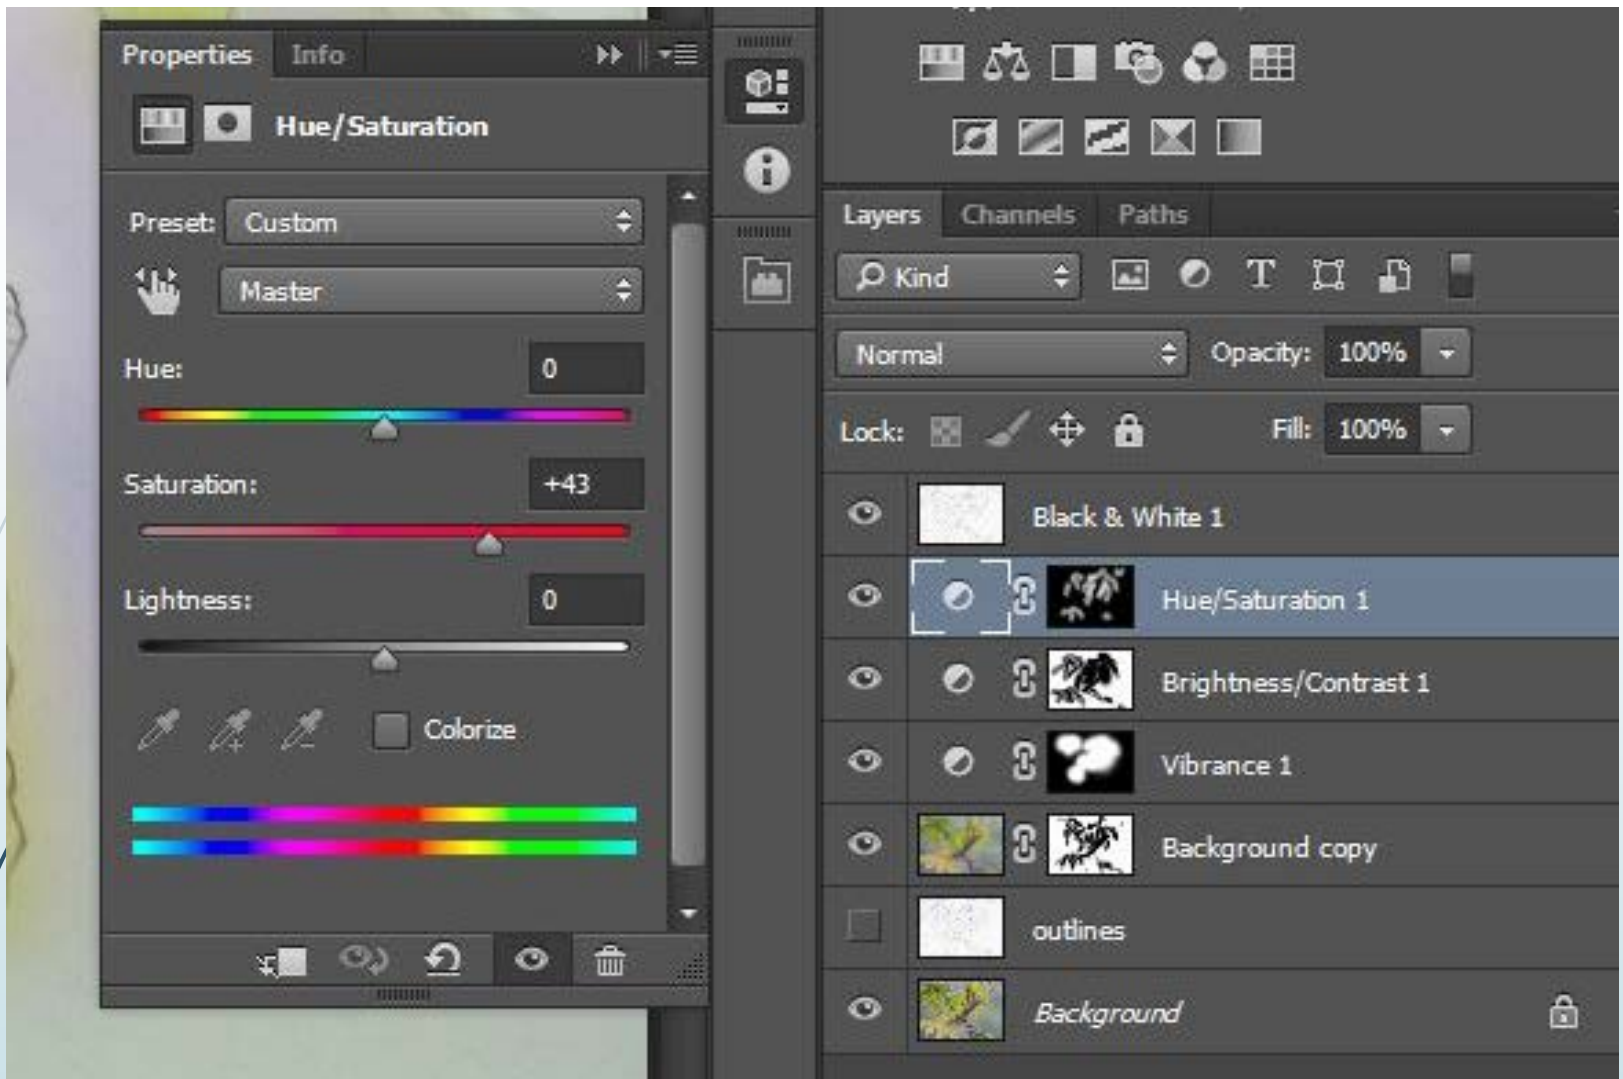 Properties
Info
Hue/Saturation
Preset: Custom
Master
Hue: 0
Saturation: +43
Lightness: 0
Colorize
Layers
Channels
Paths
Kind
T
Normal
Opacity: 100%
Lock:
Fill: 100%
Black & White 1
Hue/Saturation 1
Brightness/Contrast 1
Vibrance 1
Background copy
outlines
Background